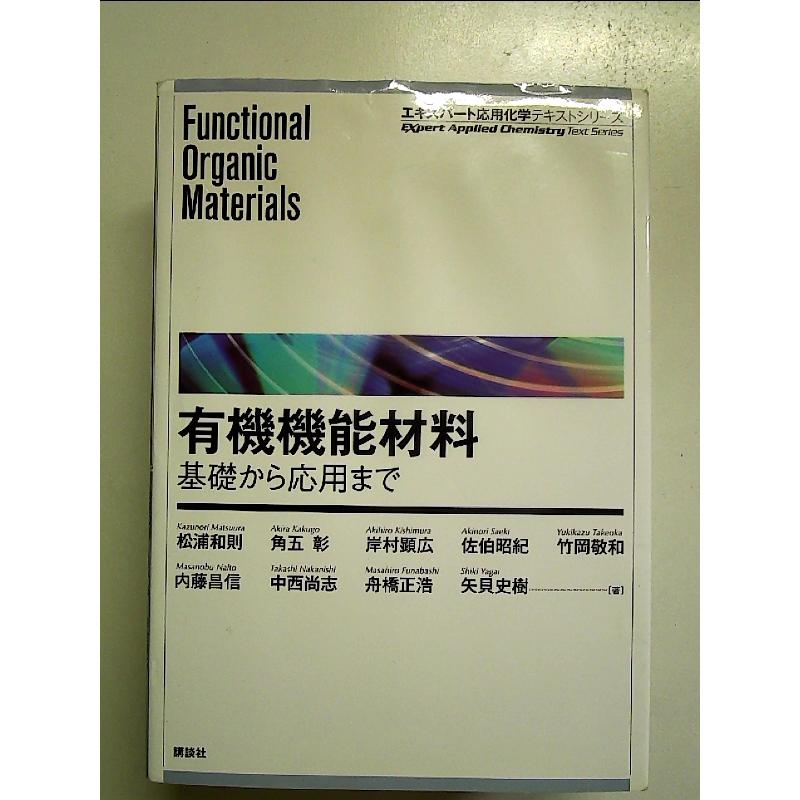 Functional
Organic
Materials
エキスパート応用化学テキストシリーズ
EXpert Applied Chemistry Text Series
有機機能材料
基礎から応用まで
Kazunori Matsuura Akira Kakugo Akihiro Kishimura Akinori Saeki Yukikazu Takeoka
松浦和則 角五 彰 岸村顕広 佐伯昭紀 竹岡敬和
Masanobu Naito Takashi Nakanishi Masahiro Funabashi Shiki Yagai
内藤昌信 中西尚志 舟橋正浩 矢貝史樹 [著]
講談社